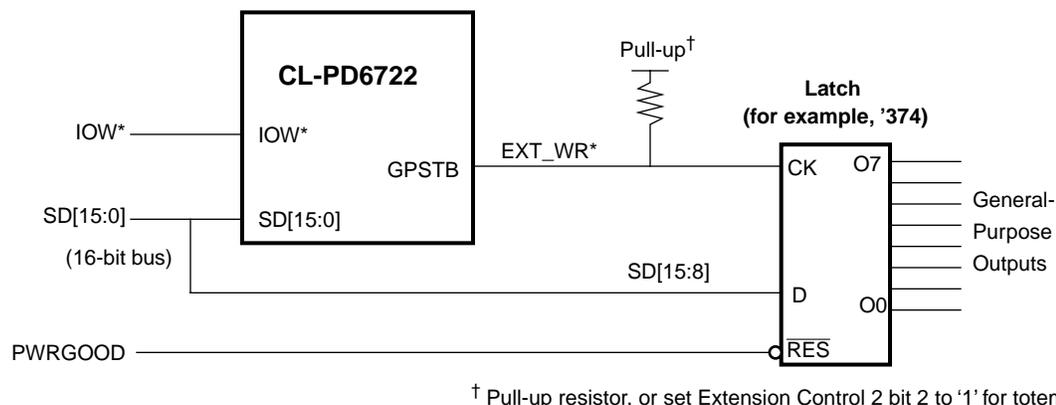 Pull-up†
CL-PD6722
Latch
(for example, '374)
IOW*
IOW*
EXT_WR*
GPSTB
CK
O7
SD[15:0]
SD[15:0]
General-
Purpose
Outputs
(16-bit bus)
SD[15:8]
D
O0
PWRGOOD
RES
† Pull-up resistor, or set Extension Control 2 bit 2 to '1' for